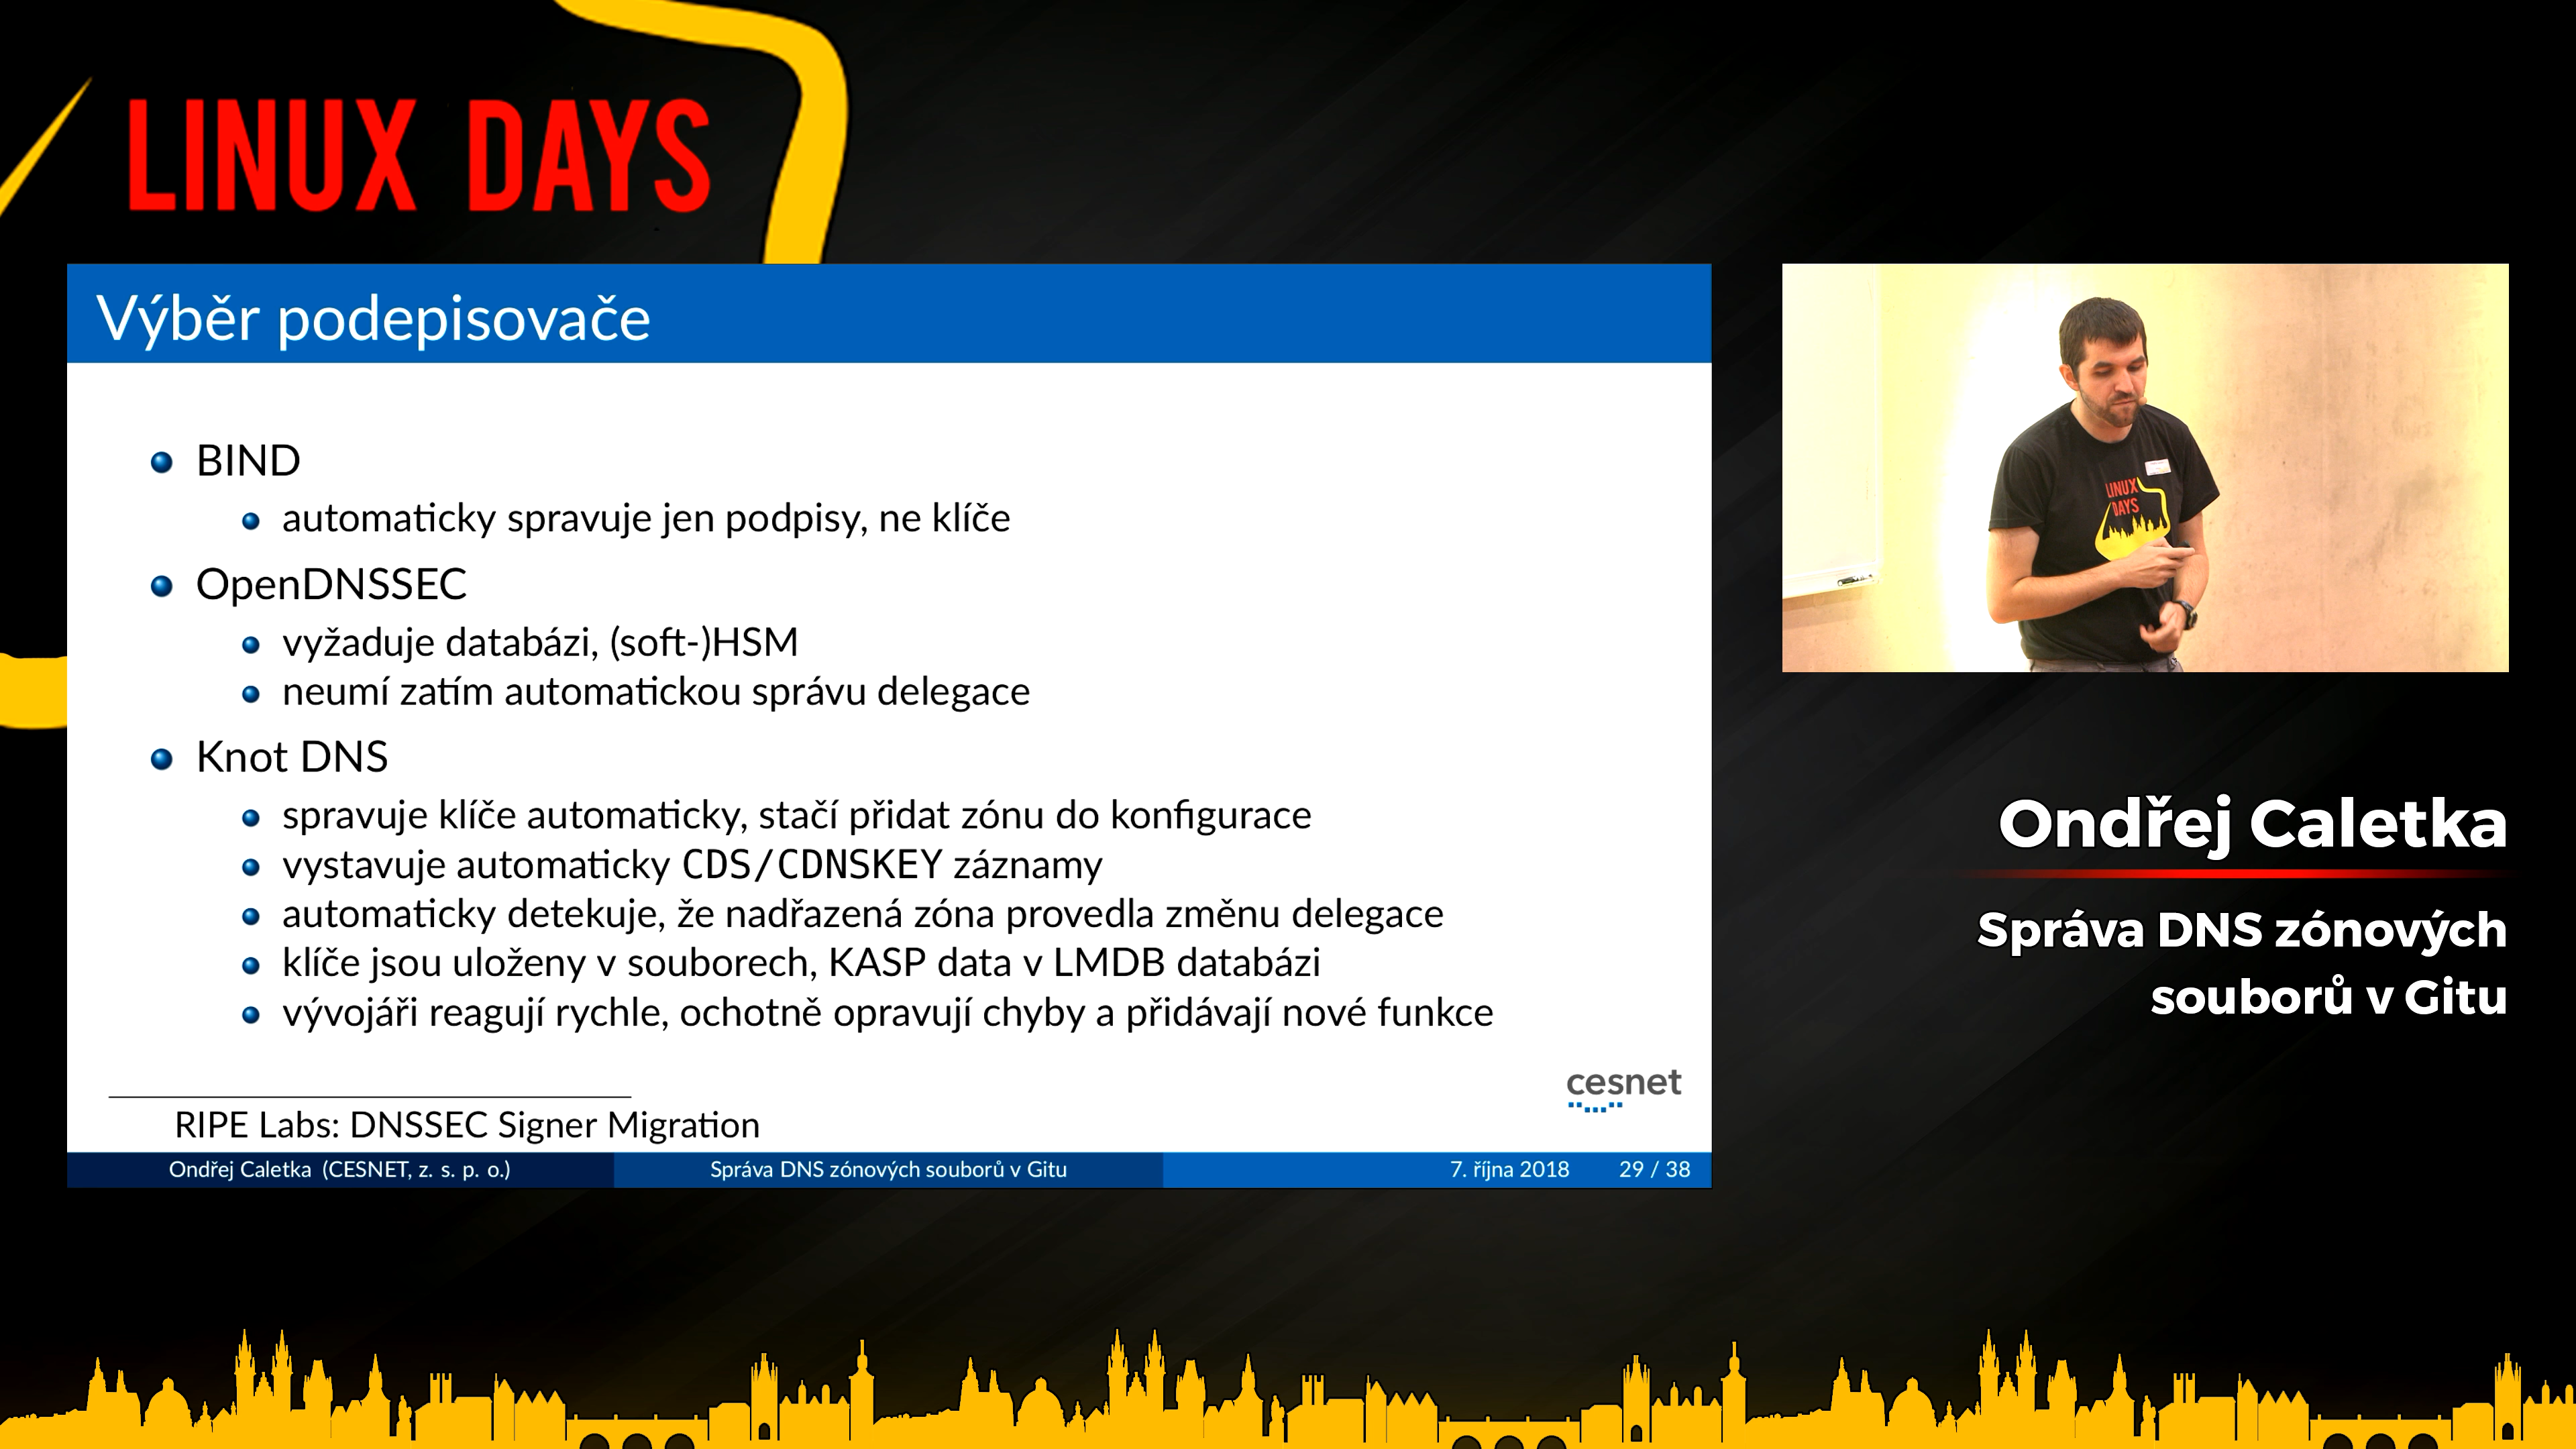 LINUX DAYS
Výběr podepisovače
BIND
automaticky spravuje jen podpisy, ne klíče
OpenDNSSEC
vyžaduje databázi, (soft-)HSM
neumí zatím automatickou správu delegace
Knot DNS
spravuje klíče automaticky, stačí přidat zónu do konfigurace
vystavuje automaticky CDS/CDNSKEY záznamy
automaticky detekuje, že nadřazená zóna provedla změnu delegace
klíče jsou uloženy v souborech, KASP data v LMDB databázi
vývojáři reagují rychle, ochotně opravují chyby a přidávají nové funkce
cesnet
RIPE Labs: DNSSEC Signer Migration
Ondřej Caletka (CESNET, z. s. p. o.) Správa DNS zónových souborů v Gitu 7. října 2018 29 / 38
LINUX
DAYS
Ondřej Caletka
Správa DNS zónových
souborů v Gitu